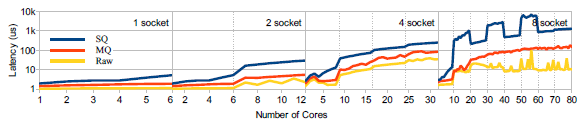 Latency (us)
10k
1k
100
10
1
1 socket
2 socket
4 socket
8 socket
SQ
MQ
Raw
1 2 3 4 5 6 2 4 6 8 10 12 5 10 15 20 25 30 10 20 30 40 50 60 70 80
Number of Cores